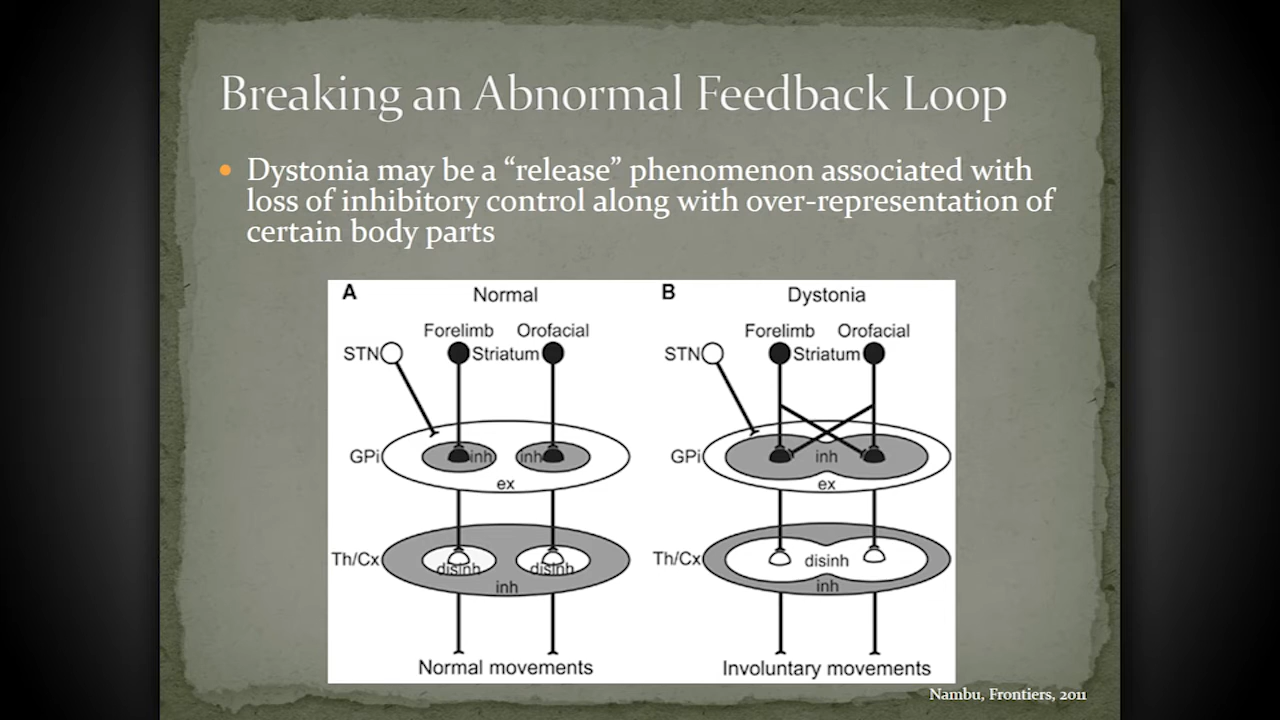 Breaking an Abnormal Feedback Loop
Dystonia may be a “release” phenomenon associated with
loss of inhibitory control along with over-representation of
certain body parts
A Normal
Forelimb Orofacial
STN Striatum
GPi inh inh
ex
Th/Cx disinh disinh
inh
Normal movements
B Dystonia
Forelimb Orofacial
STN Striatum
GPi inh
ex
Th/Cx disinh
inh
Involuntary movements
Nambu, Frontiers, 2011